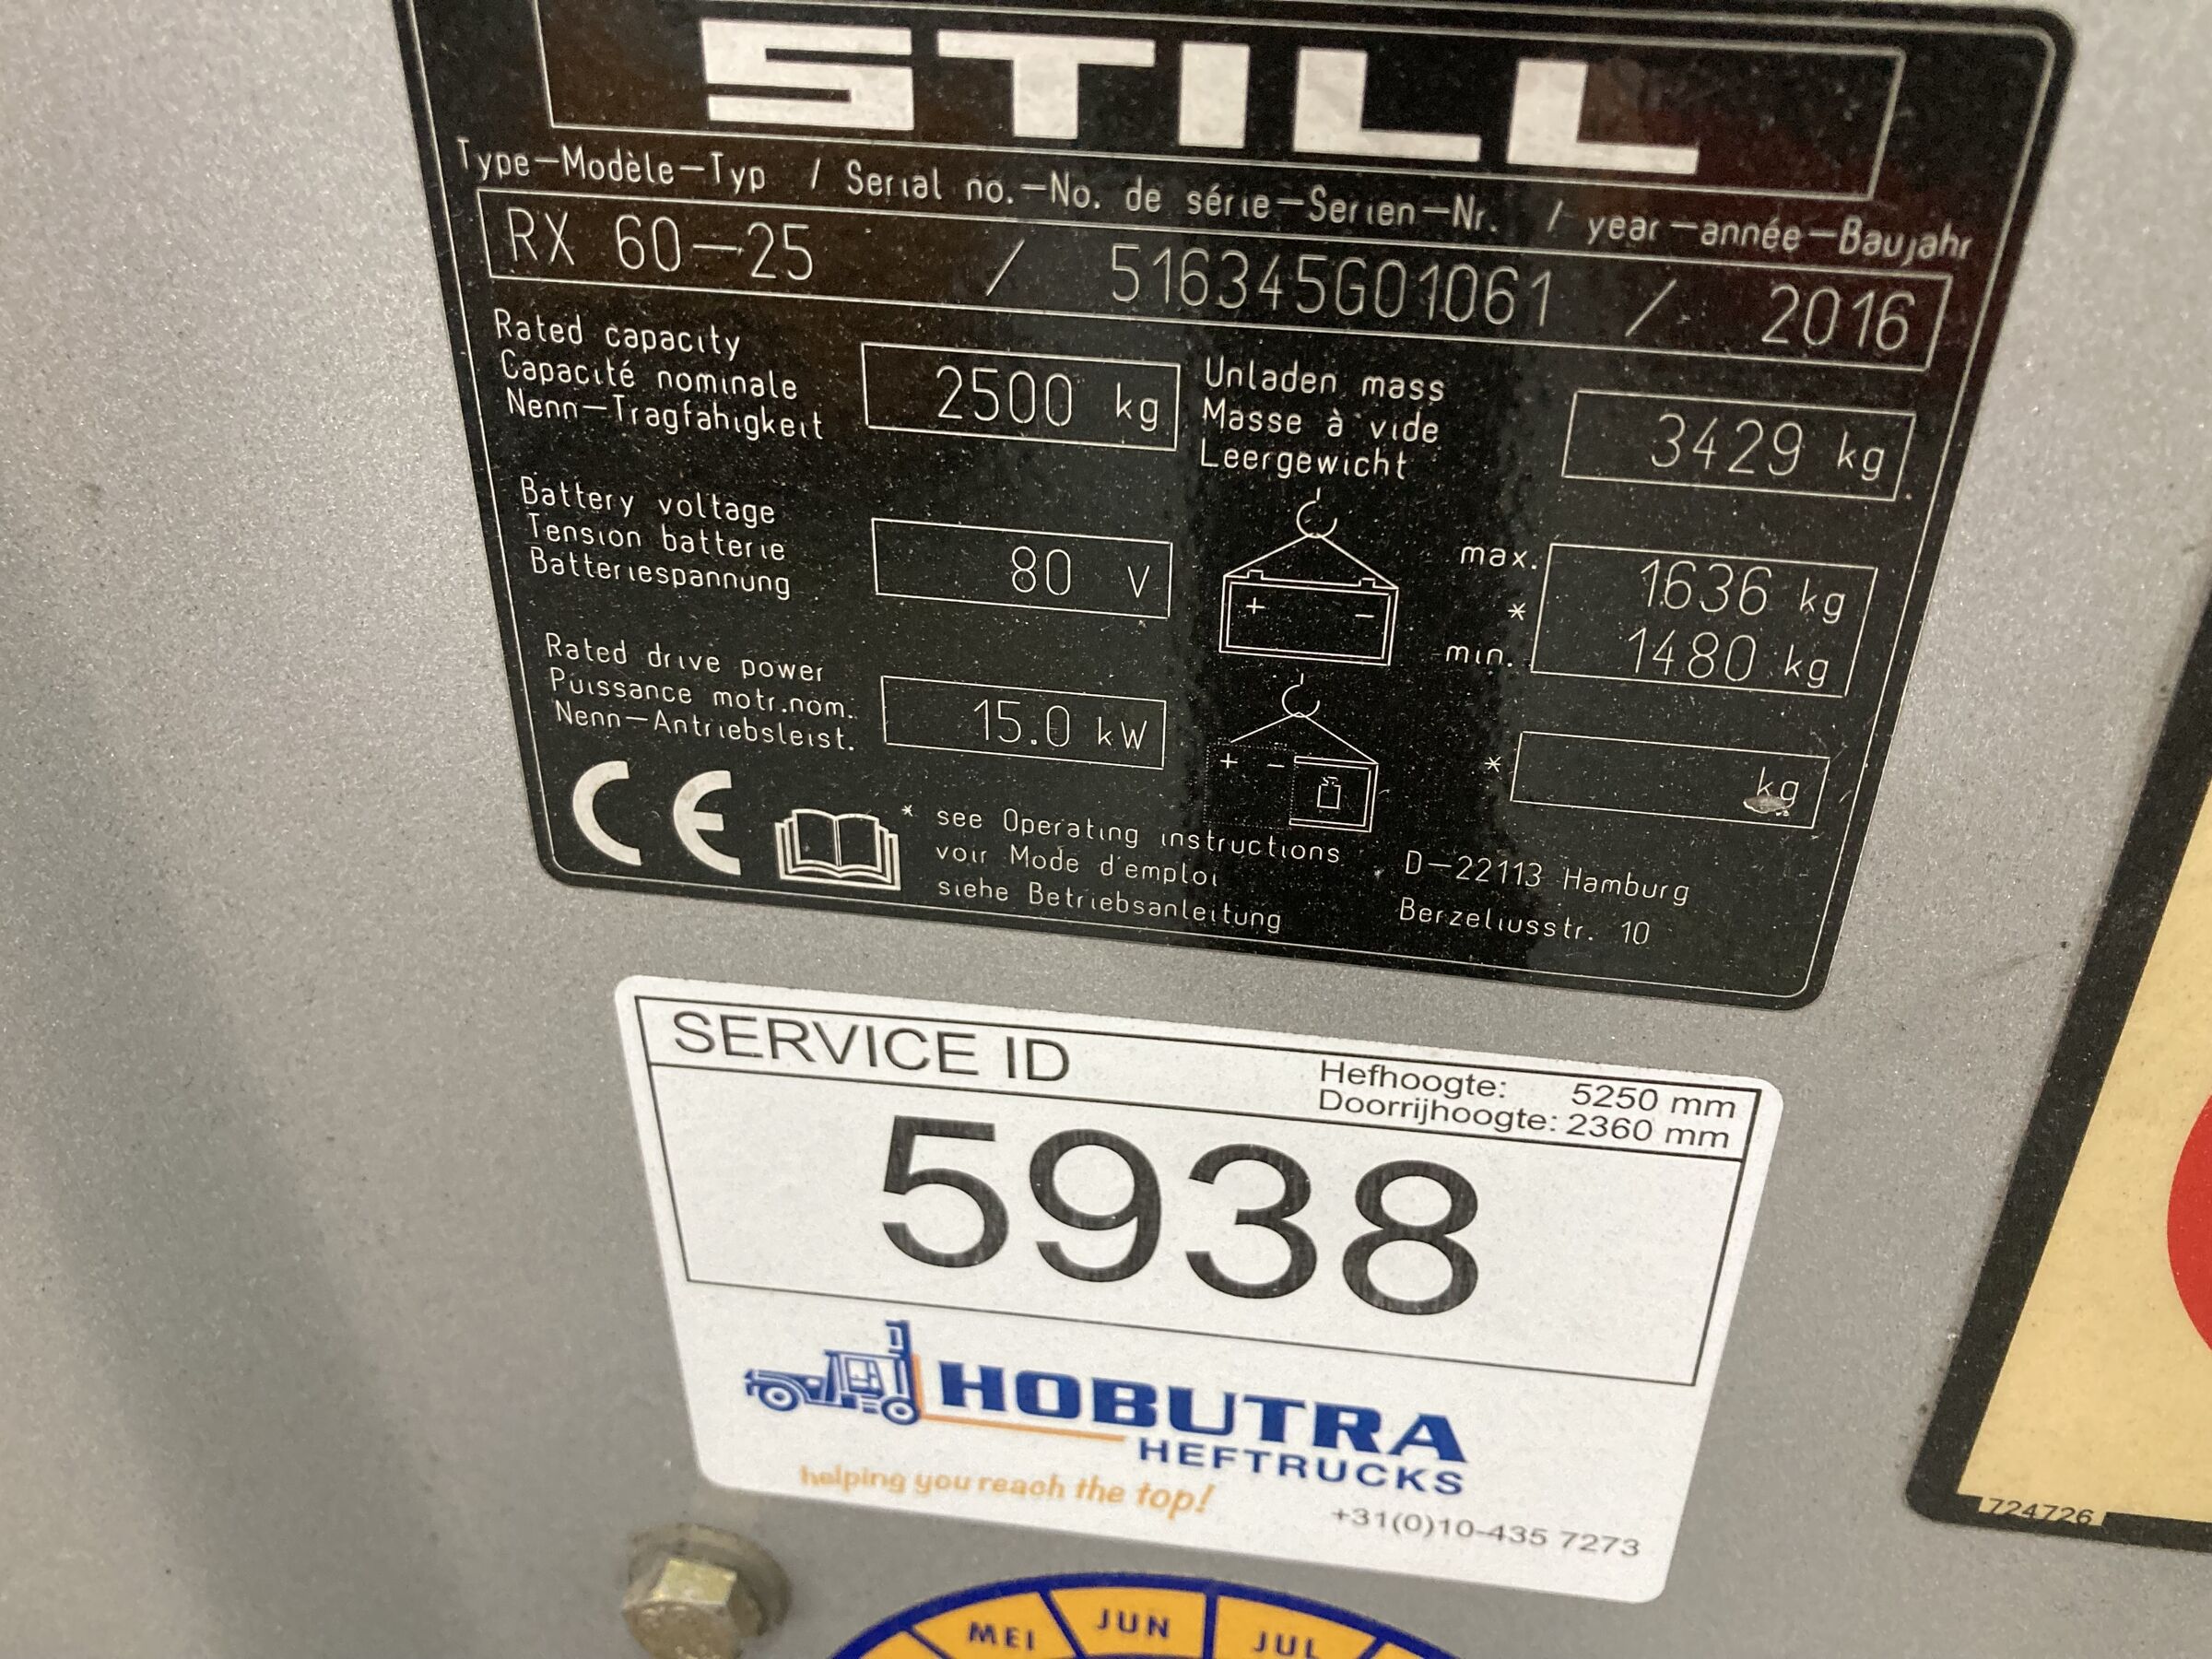 STILL
Type–Modèle–Typ / Serial no.–No. de série–Serien–Nr. / year–année–Baujahr
RX 60–25 / 516345G01061 / 2016
Rated capacity
Capacité nominale
Nenn–Tragfähigkeit
2500 kg
Unladen mass
Masse à vide
Leergewicht
3429 kg
Battery voltage
Tension batterie
Batteriespannung
80 V
+ –
max. 1636 kg
*
min. 1480 kg
Rated drive power
Puissance motr.nom.
Nenn–Antriebsleist.
15.0 kW
+ –
* kg
CE
* see Operating instructions
voir Mode d'emploi
siehe Betriebsanleitung
D–22113 Hamburg
Berzeliusstr. 10
SERVICE ID
Hefhoogte: 5250 mm
Doorrijhoogte: 2360 mm
5938
HOBUTRA
HEFTRUCKS
helping you reach the top!
+31(0)10-435 7273
724726
MEI JUN JUL